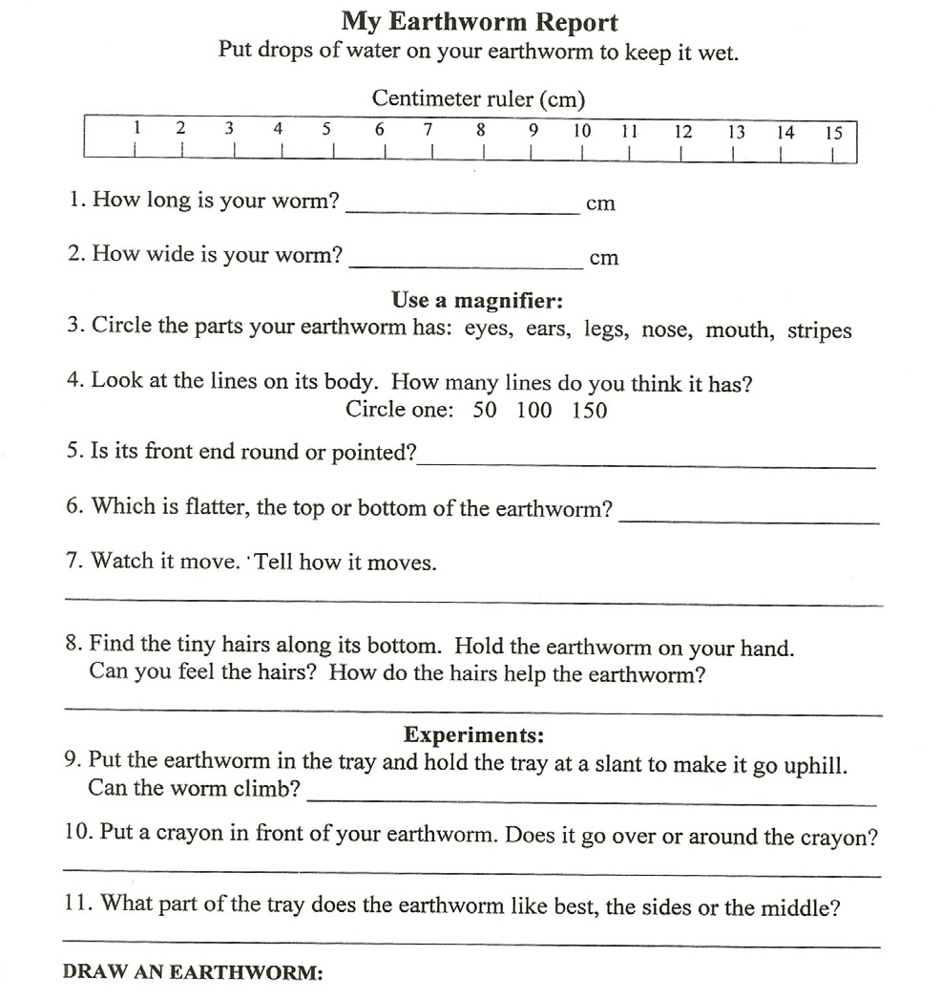 My Earthworm Report
Put drops of water on your earthworm to keep it wet.
Centimeter ruler (cm)
1 2 3 4 5 6 7 8 9 10 11 12 13 14 15
1. How long is your worm? ____________________ cm
2. How wide is your worm? ____________________ cm
Use a magnifier:
3. Circle the parts your earthworm has: eyes, ears, legs, nose, mouth, stripes
4. Look at the lines on its body. How many lines do you think it has?
Circle one: 50 100 150
5. Is its front end round or pointed?____________________
6. Which is flatter, the top or bottom of the earthworm? ____________________
7. Watch it move. Tell how it moves.
8. Find the tiny hairs along its bottom. Hold the earthworm on your hand.
Can you feel the hairs? How do the hairs help the earthworm?
Experiments:
9. Put the earthworm in the tray and hold the tray at a slant to make it go uphill.
Can the worm climb? ____________________
10. Put a crayon in front of your earthworm. Does it go over or around the crayon?
11. What part of the tray does the earthworm like best, the sides or the middle?
DRAW AN EARTHWORM: